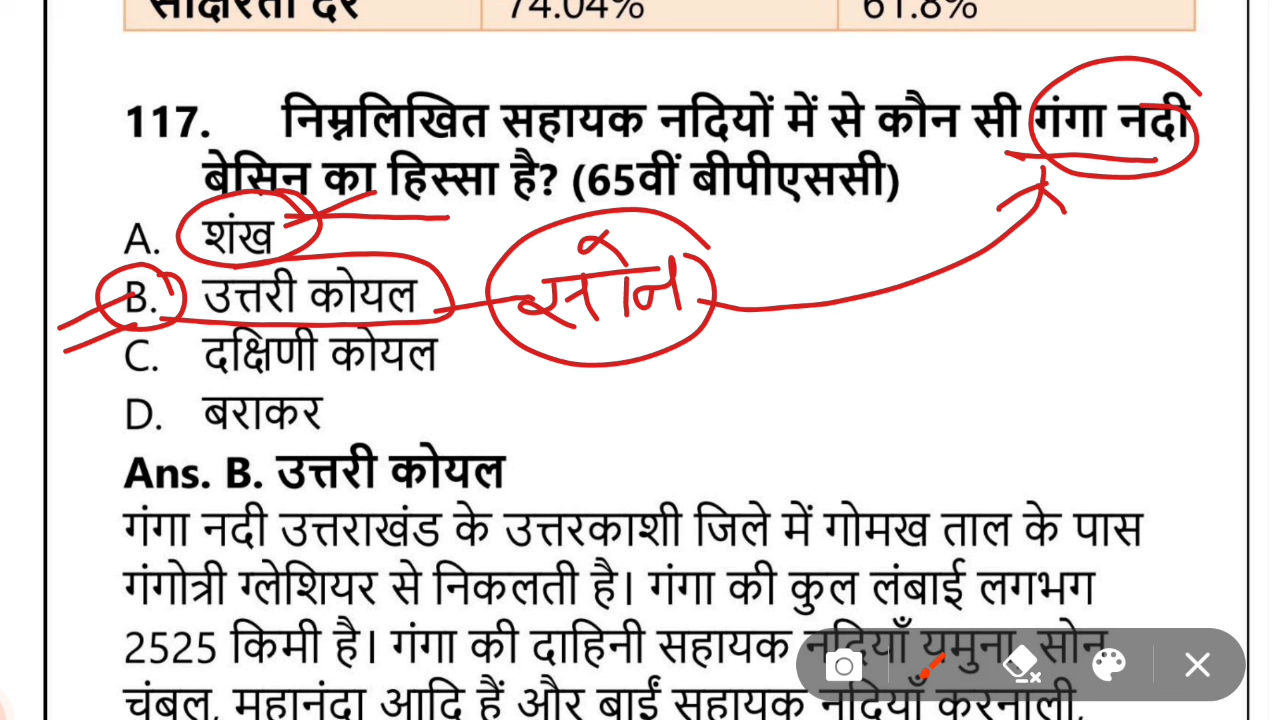 साक्षरता दर 74.04% 61.8%
117. निम्नलिखित सहायक नदियों में से कौन सी गंगा नदी
बेसिन का हिस्सा है? (65वीं बीपीएससी)
A. शंख
B. उत्तरी कोयल
सोन
C. दक्षिणी कोयल
D. बराकर
Ans. B. उत्तरी कोयल
गंगा नदी उत्तराखंड के उत्तरकाशी जिले में गोमख ताल के पास
गंगोत्री ग्लेशियर से निकलती है। गंगा की कुल लंबाई लगभग
2525 किमी है। गंगा की दाहिनी सहायक नदियाँ यमुना, सोन
चंबल, महानंदा आदि हैं और बाईं सहायक नदियाँ करनाली,